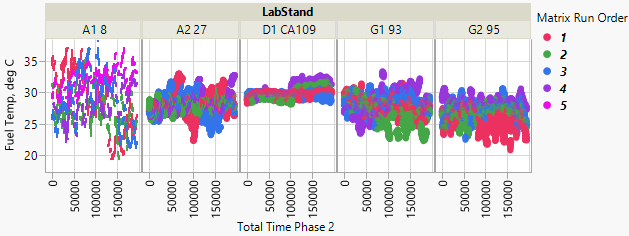 LabStand
A1 8 A2 27 D1 CA109 G1 93 G2 95
Matrix Run Order
1
2
3
4
5
Fuel Temp, deg C
35
30
25
20
0 50000 100000 150000 0 50000 100000 150000 0 50000 100000 150000 0 50000 100000 150000 0 50000 100000 150000
Total Time Phase 2